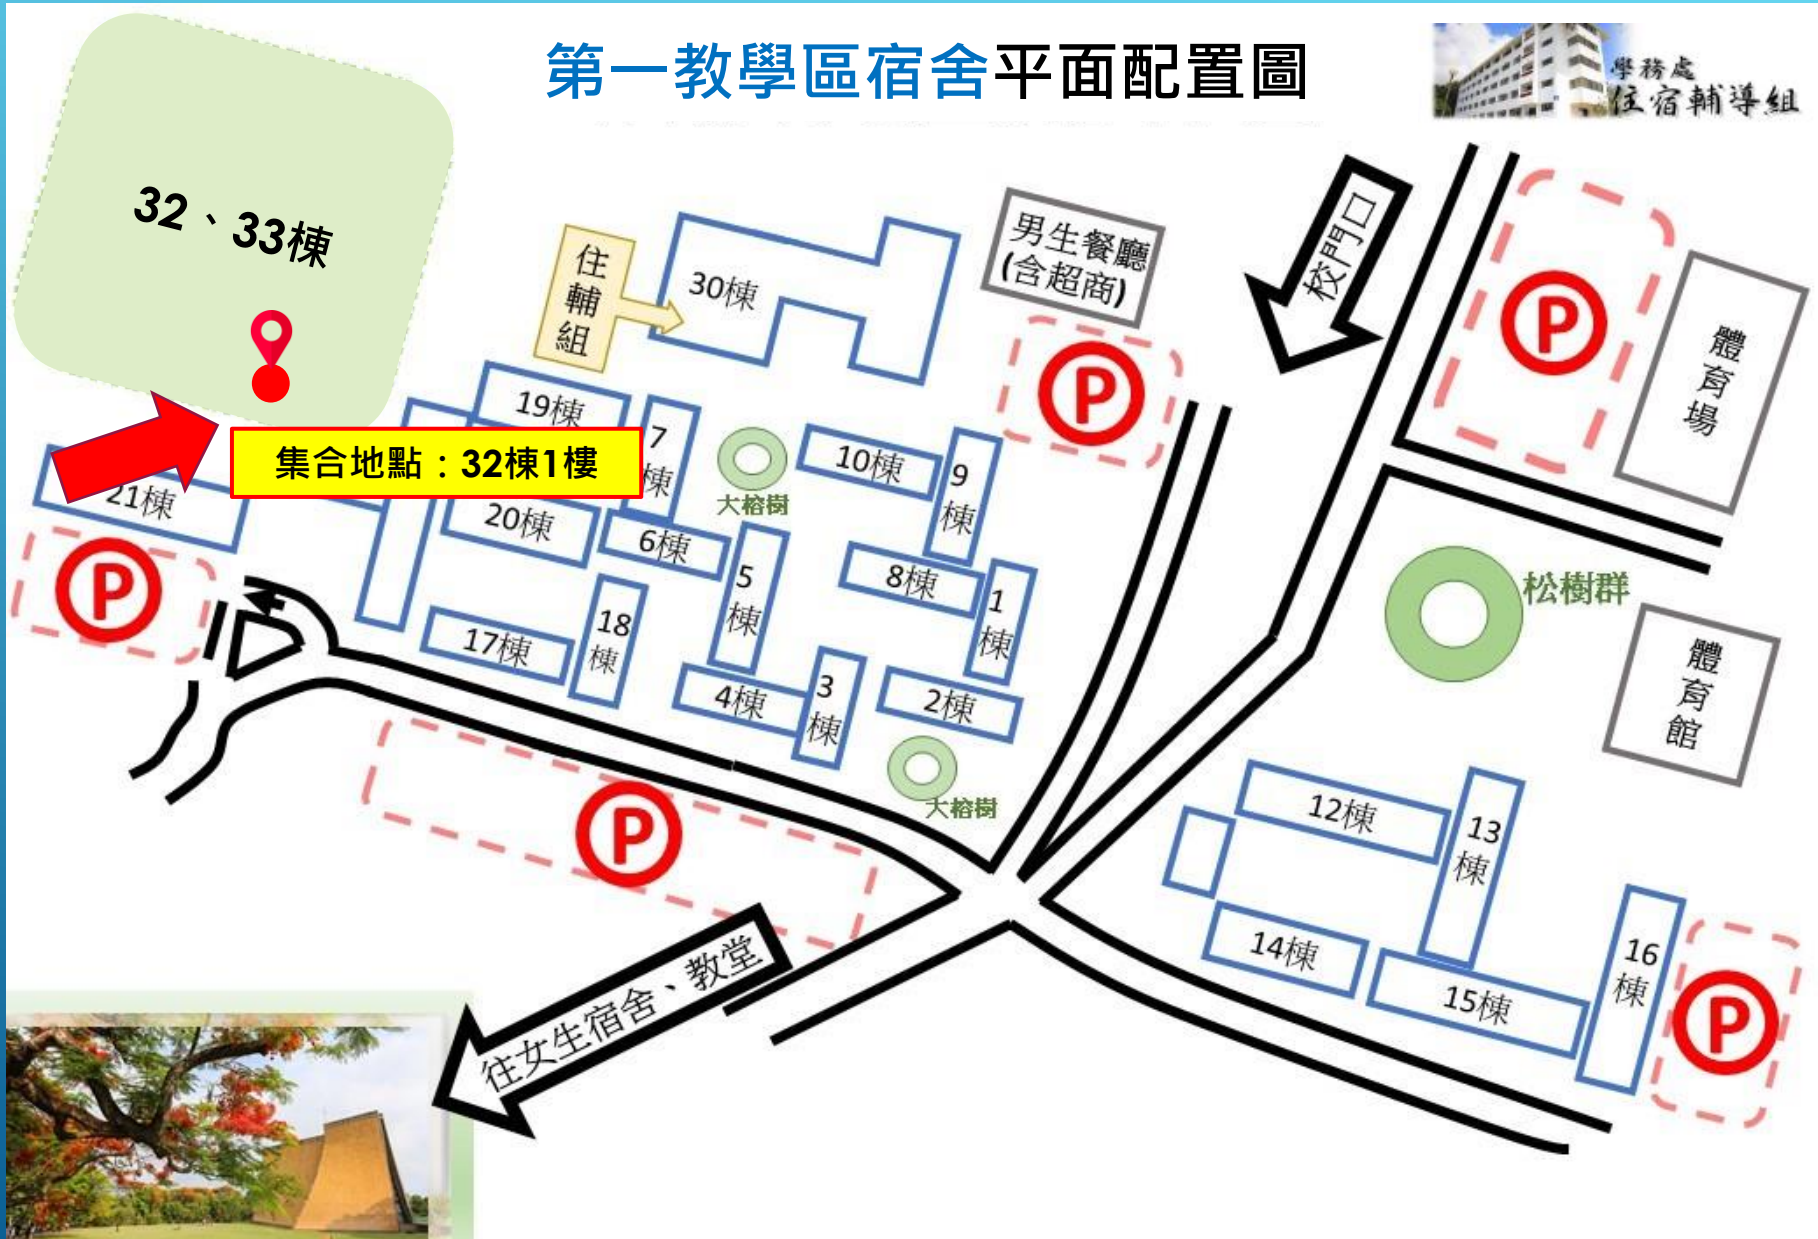 第一教學區宿舍平面配置圖
學務處
住宿輔導組
32、33棟
住輔組
30棟
男生餐廳
(含超商)
校門口
P
P
體育場
19棟
7棟
集合地點：32棟1樓
大榕樹
10棟
9棟
21棟
20棟
6棟
5棟
8棟
1棟
P
17棟
18棟
4棟
3棟
2棟
松樹群
體育館
大榕樹
P
12棟
13棟
14棟
15棟
16棟
P
往女生宿舍、教堂